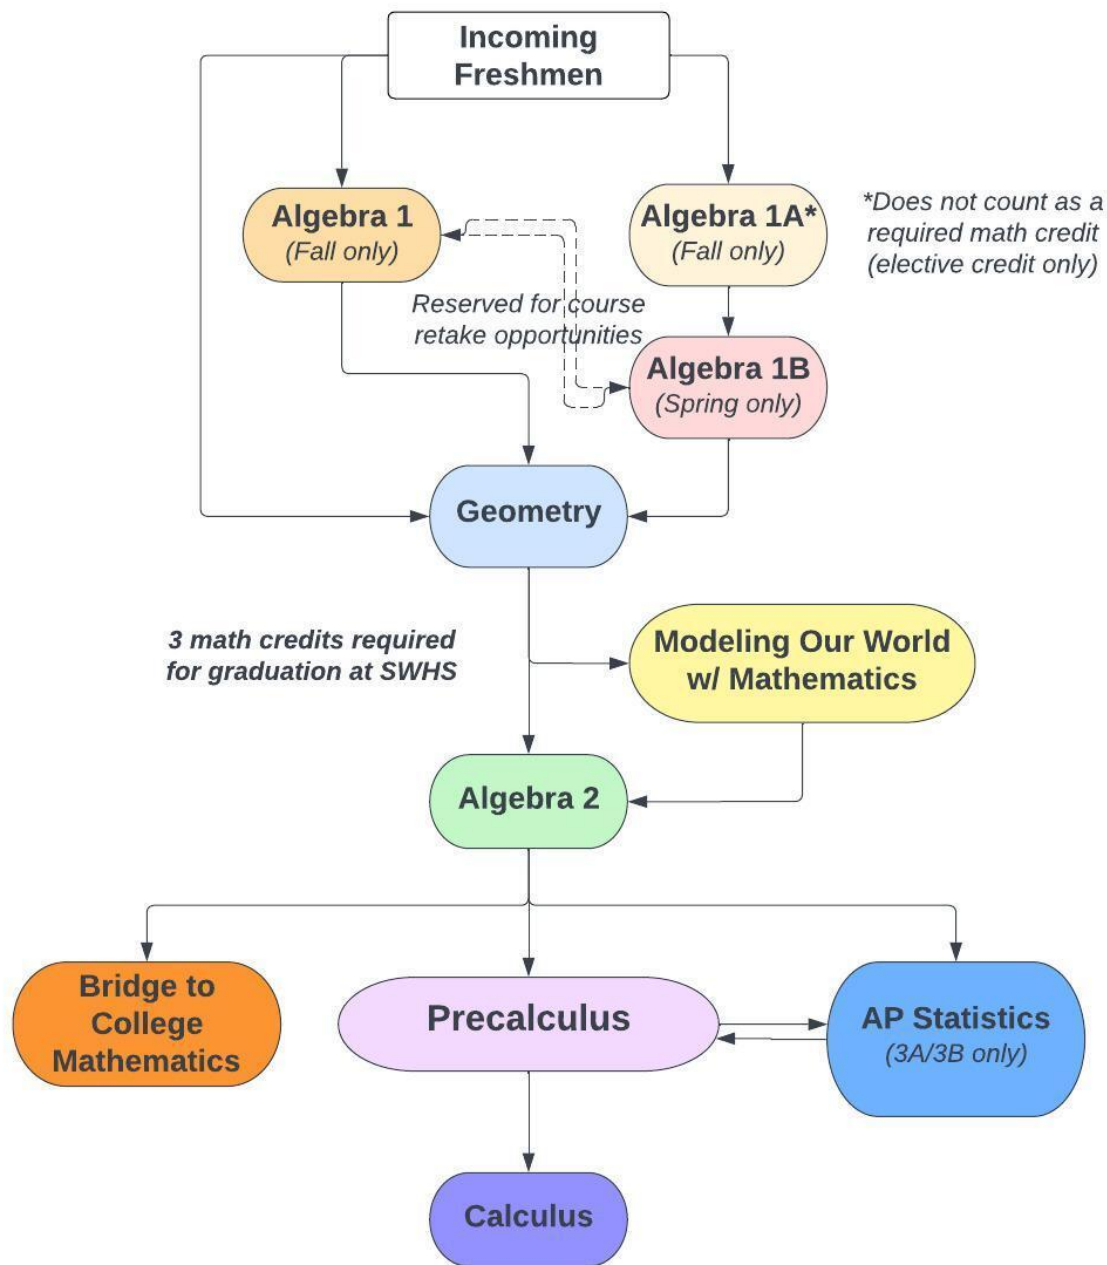 Incoming
Freshmen
Algebra 1
(Fall only)
Algebra 1A*
(Fall only)
*Does not count as a
required math credit
(elective credit only)
Reserved for course
retake opportunities
Algebra 1B
(Spring only)
Geometry
3 math credits required
for graduation at SWHS
Modeling Our World
w/ Mathematics
Algebra 2
Bridge to
College
Mathematics
Precalculus
AP Statistics
(3A/3B only)
Calculus